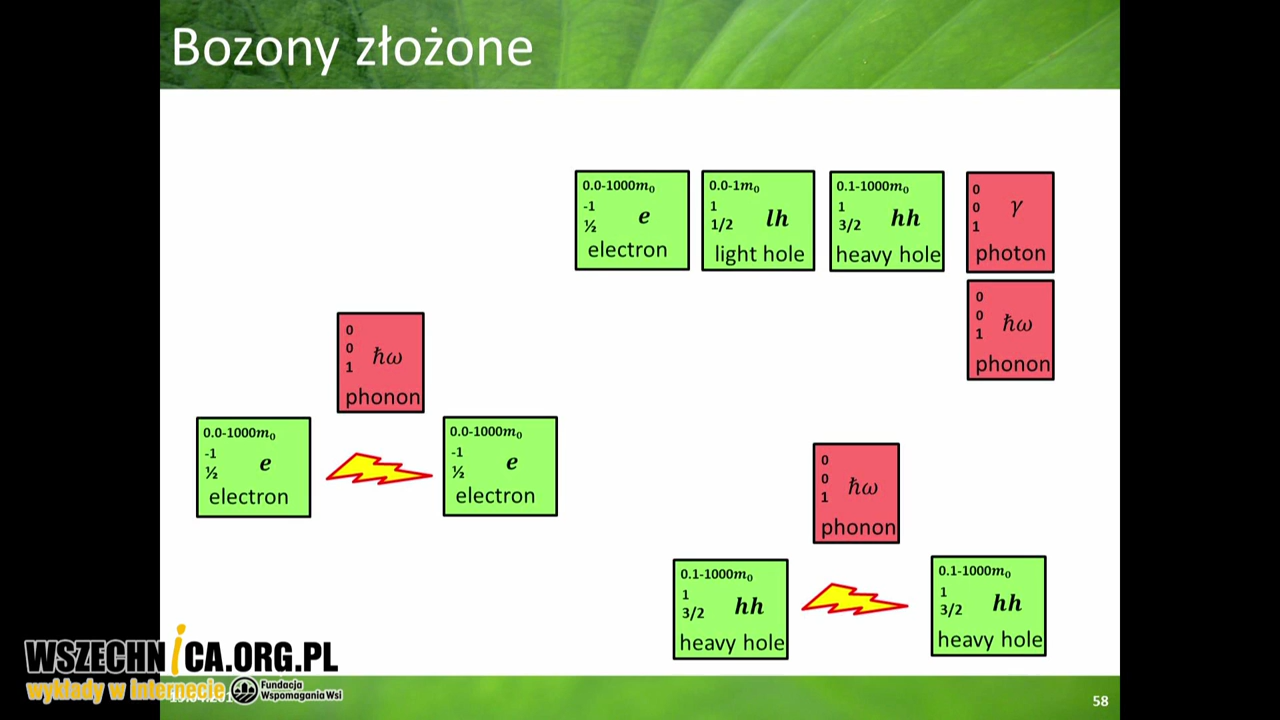 Bozony złożone
0.0-1000m₀
-1
½
e
electron
0.0-1m₀
1
1/2
lh
light hole
0.1-1000m₀
1
3/2
hh
heavy hole
0
0
1
γ
photon
0
0
1
ħω
phonon
0
0
1
ħω
phonon
0.0-1000m₀
-1
½
e
electron
0.0-1000m₀
-1
½
e
electron
0
0
1
ħω
phonon
0.1-1000m₀
1
3/2
hh
heavy hole
0.1-1000m₀
1
3/2
hh
heavy hole
WSZECHNiCA.ORG.PL
wykłady w Internecie
Fundacja
Wspomagania Wsi
58